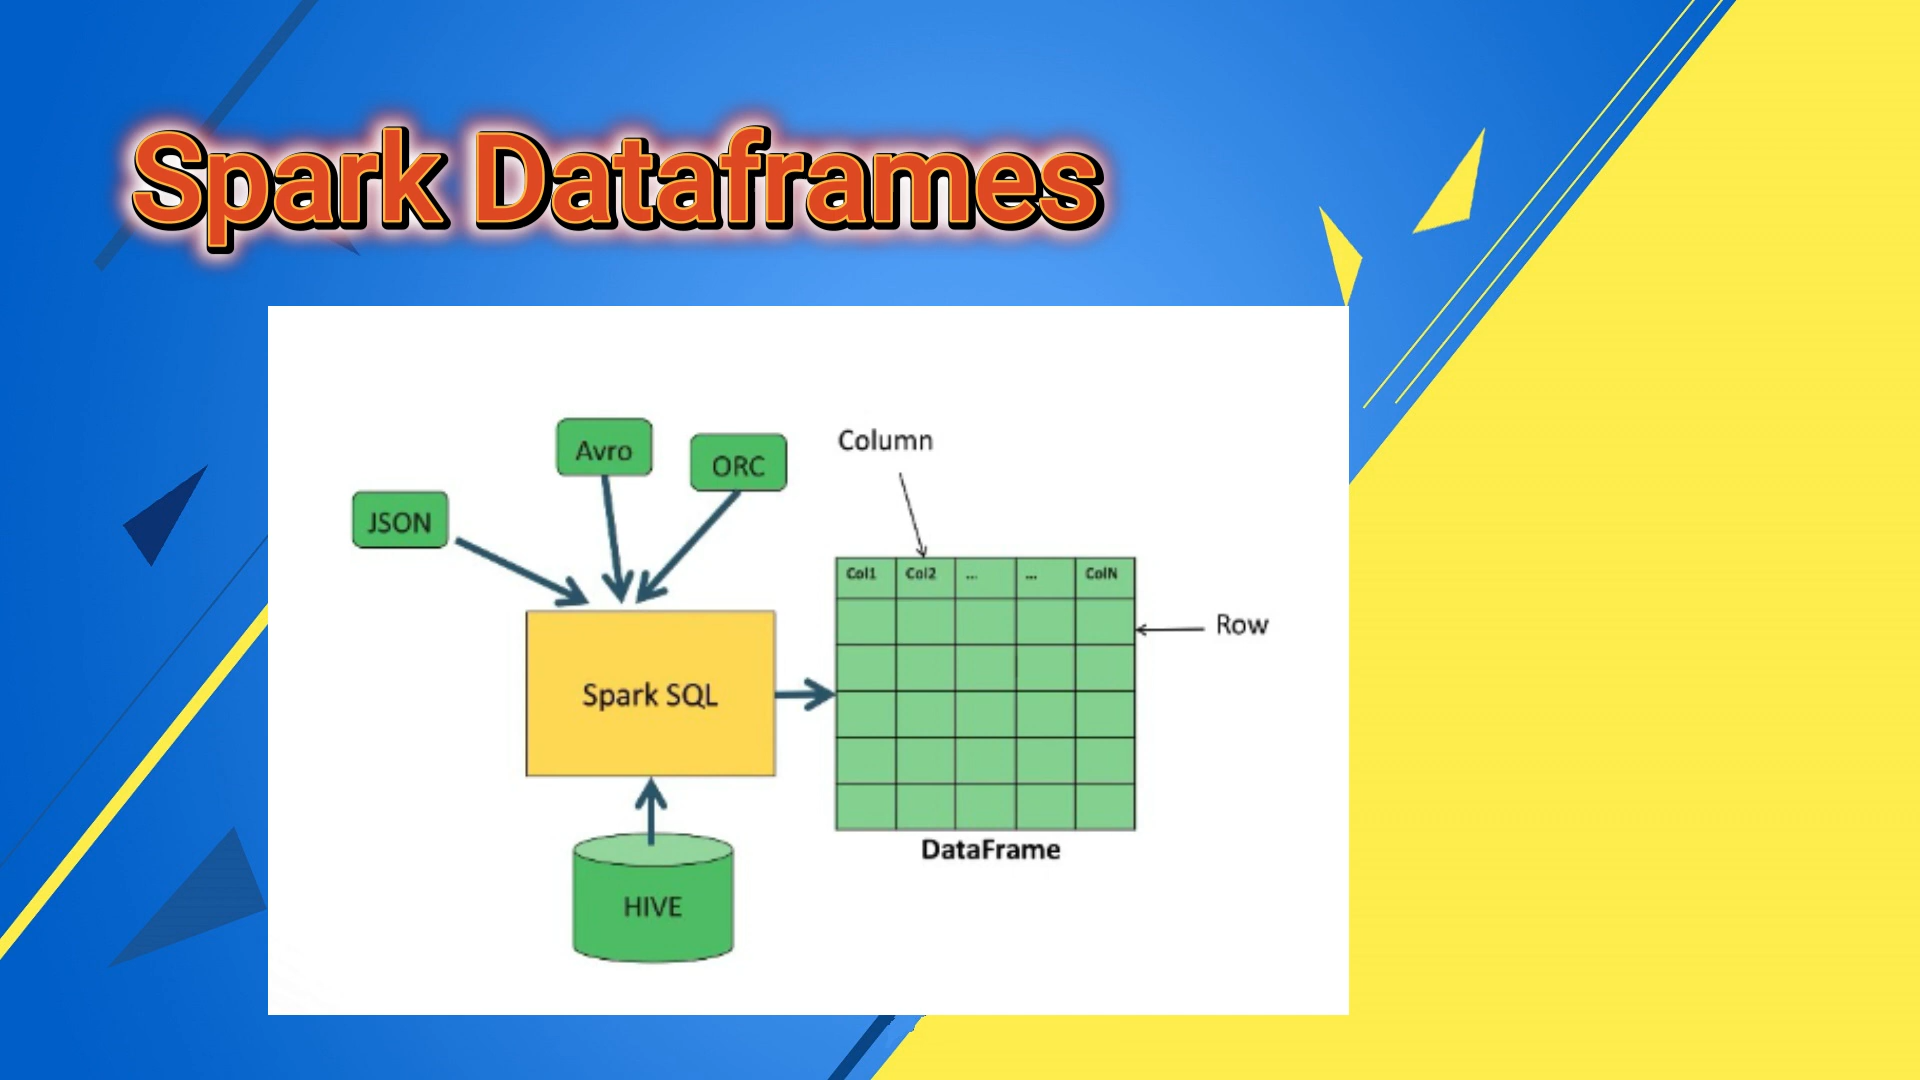 Spark Dataframes
Avro
ORC
Column
JSON
Col1 Col2 ... ... ColN
Row
Spark SQL
DataFrame
HIVE